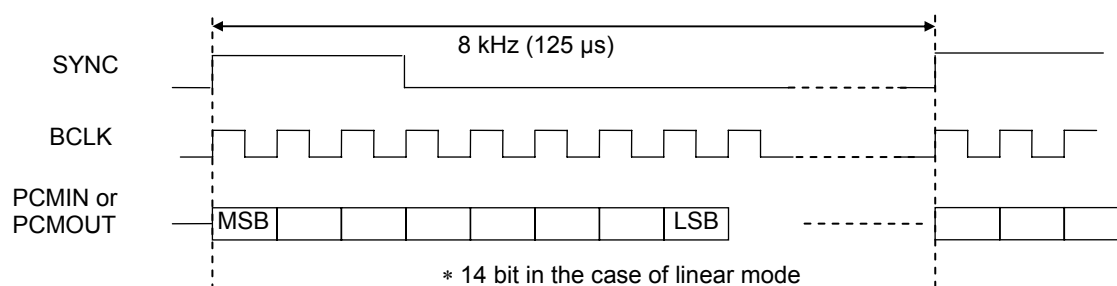 8 kHz (125 µs)
SYNC
BCLK
PCMIN or
PCMOUT
MSB
LSB
* 14 bit in the case of linear mode